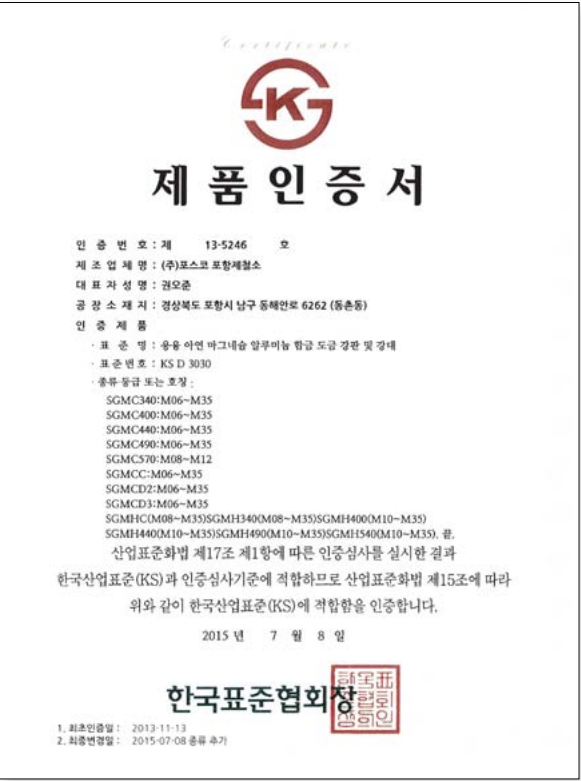 Certificate
KS
제 품 인 증 서
인 증 번 호 : 제 13-5246 호
제 조 업 체 명 : (주)포스코 포항제철소
대 표 자 성 명 : 권오준
공 장 소 재 지 : 경상북도 포항시 남구 동해안로 6262 (동촌동)
인 증 제 품
· 표 준 명 : 용융 아연 마그네슘 알루미늄 합금 도금 강판 및 강대
· 표준번호 : KS D 3030
· 종류·등급 또는 호칭 :
SGMC340:M06~M35
SGMC400:M06~M35
SGMC440:M06~M35
SGMC490:M06~M35
SGMC570:M08~M12
SGMCC:M06~M35
SGMCD2:M06~M35
SGMCD3:M06~M35
SGMHC(M08~M35)SGMH340(M08~M35)SGMH400(M10~M35)
SGMH440(M10~M35)SGMH490(M10~M35)SGMH540(M10~M35). 끝.
산업표준화법 제17조 제1항에 따른 인증심사를 실시한 결과
한국산업표준(KS)과 인증심사기준에 적합하므로 산업표준화법 제15조에 따라
위와 같이 한국산업표준(KS)에 적합함을 인증합니다.
2015 년 7 월 8 일
한국표준협회장
1. 최초인증일 : 2013-11-13
2. 최종변경일 : 2015-07-08 종류 추가